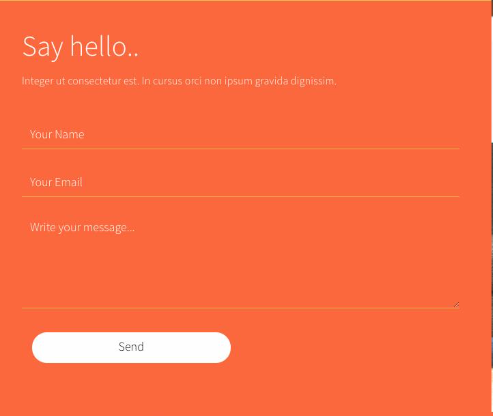 Say hello..
Integer ut consectetur est. In cursus orci non ipsum gravida dignissim.
Your Name
Your Email
Write your message...
Send